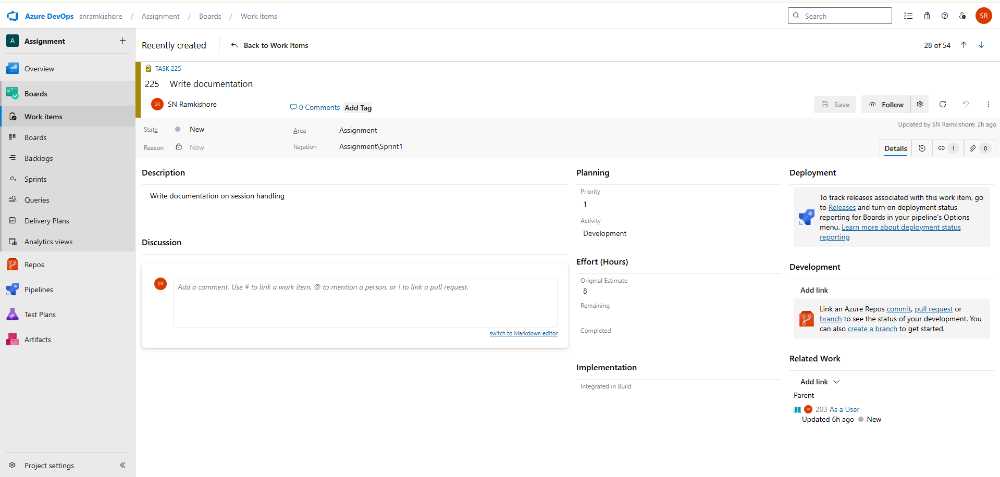 Azure DevOps snramkishore / Assignment / Boards / Work items
Search
SR
A Assignment
Overview
Boards
Work items
Boards
Backlogs
Sprints
Queries
Delivery Plans
Analytics views
Repos
Pipelines
Test Plans
Artifacts
Project settings
Recently created
Back to Work Items
28 of 54
TASK 225
225 Write documentation
SR SN Ramkishore
0 Comments
Add Tag
Save
Follow
State New
Reason New
Area Assignment
Iteration Assignment\Sprint1
Updated by SN Ramkishore: 2h ago
Details
1
0
Description
Write documentation on session handling
Discussion
SR
Add a comment. Use # to link a work item, @ to mention a person, or ! to link a pull request.
switch to Markdown editor
Planning
Priority
1
Activity
Development
Effort (Hours)
Original Estimate
8
Remaining
Completed
Implementation
Integrated in Build
Deployment
To track releases associated with this work item, go
to Releases and turn on deployment status
reporting for Boards in your pipeline's Options
menu. Learn more about deployment status
reporting
Development
Add link
Link an Azure Repos commit, pull request or
branch to see the status of your development. You
can also create a branch to get started.
Related Work
Add link
Parent
SR 203 As a User
Updated 6h ago New